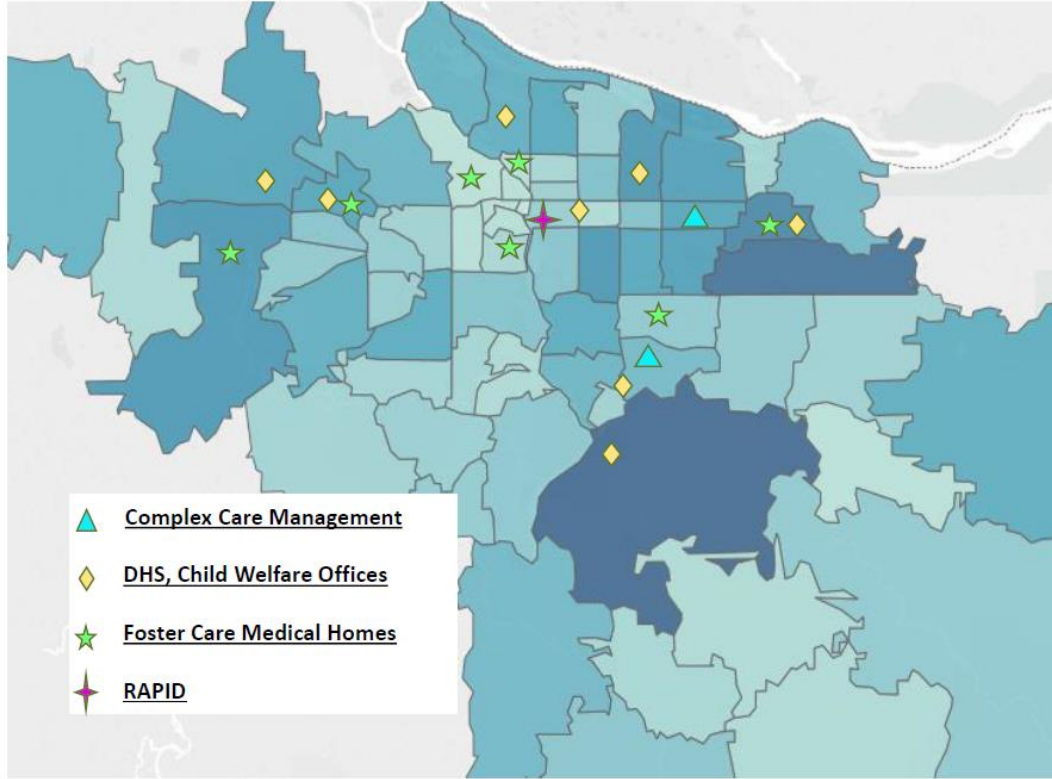 Complex Care Management
DHS, Child Welfare Offices
Foster Care Medical Homes
RAPID